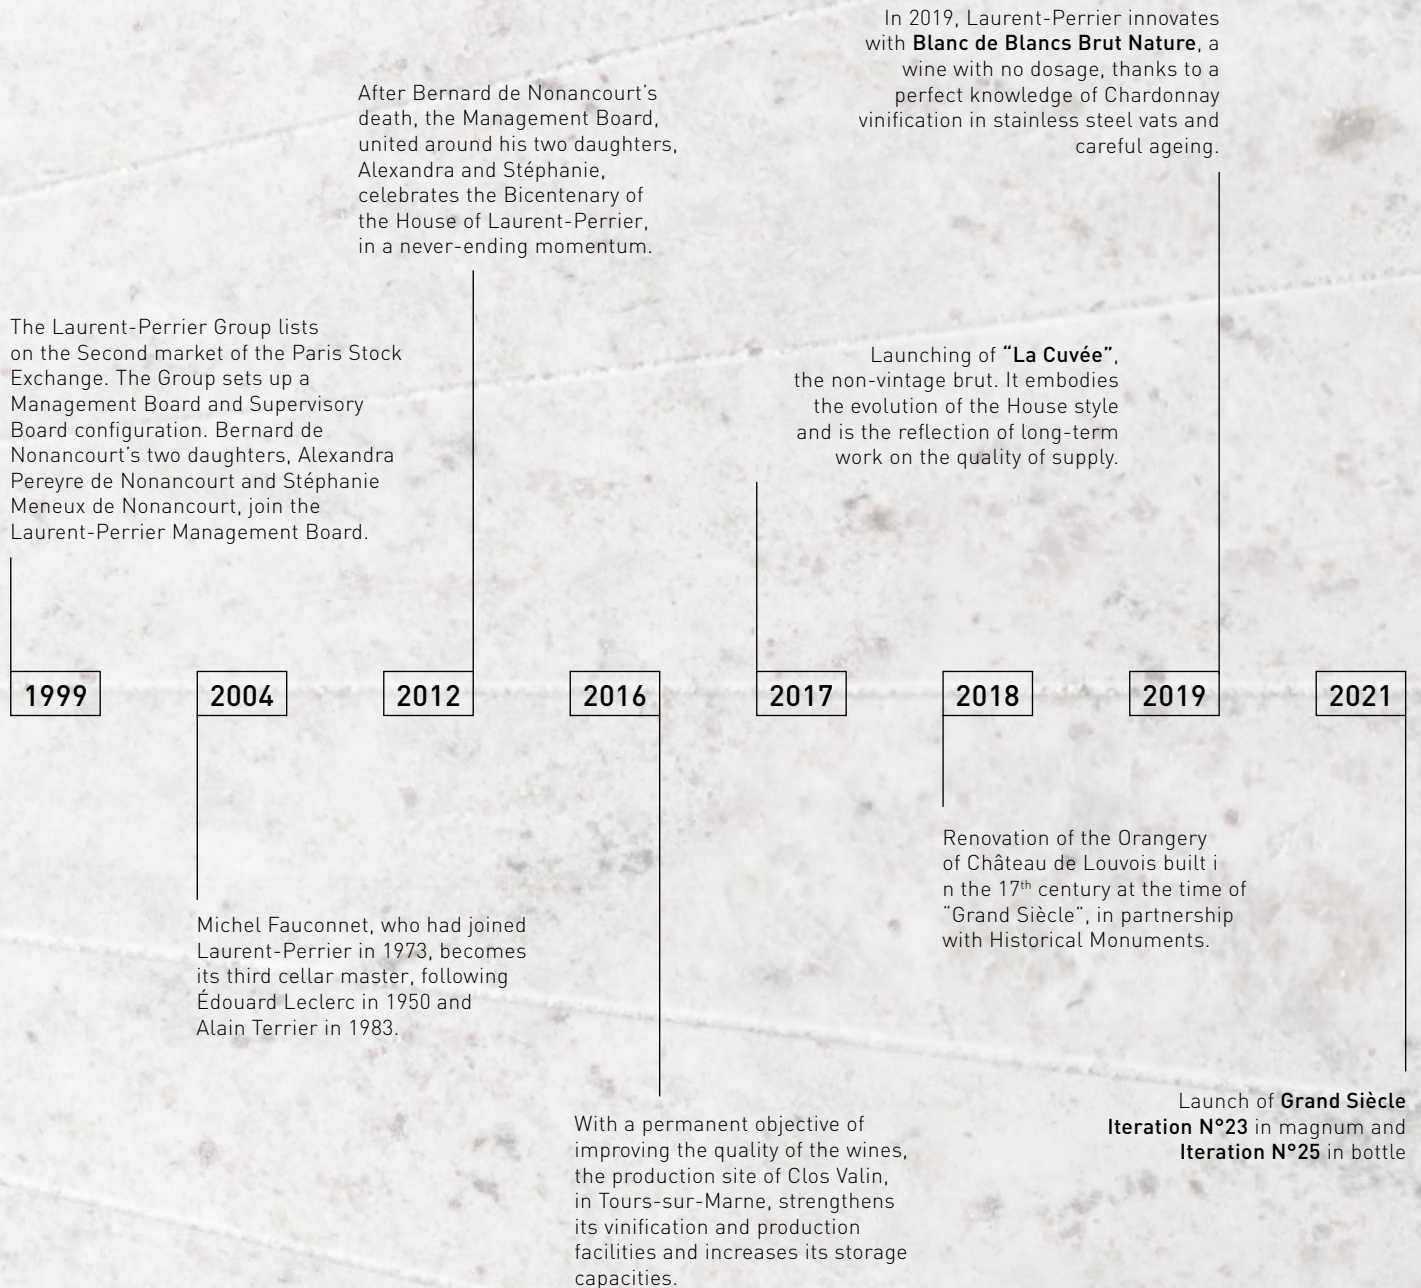 The Laurent-Perrier Group lists
on the Second market of the Paris Stock
Exchange. The Group sets up a
Management Board and Supervisory
Board configuration. Bernard de
Nonancourt’s two daughters, Alexandra
Pereyre de Nonancourt and Stéphanie
Meneux de Nonancourt, join the
Laurent-Perrier Management Board.
1999
2004
Michel Fauconnet, who had joined
Laurent-Perrier in 1973, becomes
its third cellar master, following
Édouard Leclerc in 1950 and
Alain Terrier in 1983.
After Bernard de Nonancourt’s
death, the Management Board,
united around his two daughters,
Alexandra and Stéphanie,
celebrates the Bicentenary of
the House of Laurent-Perrier,
in a never-ending momentum.
2012
2016
With a permanent objective of
improving the quality of the wines,
the production site of Clos Valin,
in Tours-sur-Marne, strengthens
its vinification and production
facilities and increases its storage
capacities.
Launching of “La Cuvée”,
the non-vintage brut. It embodies
the evolution of the House style
and is the reflection of long-term
work on the quality of supply.
2017
2018
Renovation of the Orangery
of Château de Louvois built i
n the 17th century at the time of
“Grand Siècle”, in partnership
with Historical Monuments.
In 2019, Laurent-Perrier innovates
with Blanc de Blancs Brut Nature, a
wine with no dosage, thanks to a
perfect knowledge of Chardonnay
vinification in stainless steel vats and
careful ageing.
2019
2021
Launch of Grand Siècle
Iteration N°23 in magnum and
Iteration N°25 in bottle